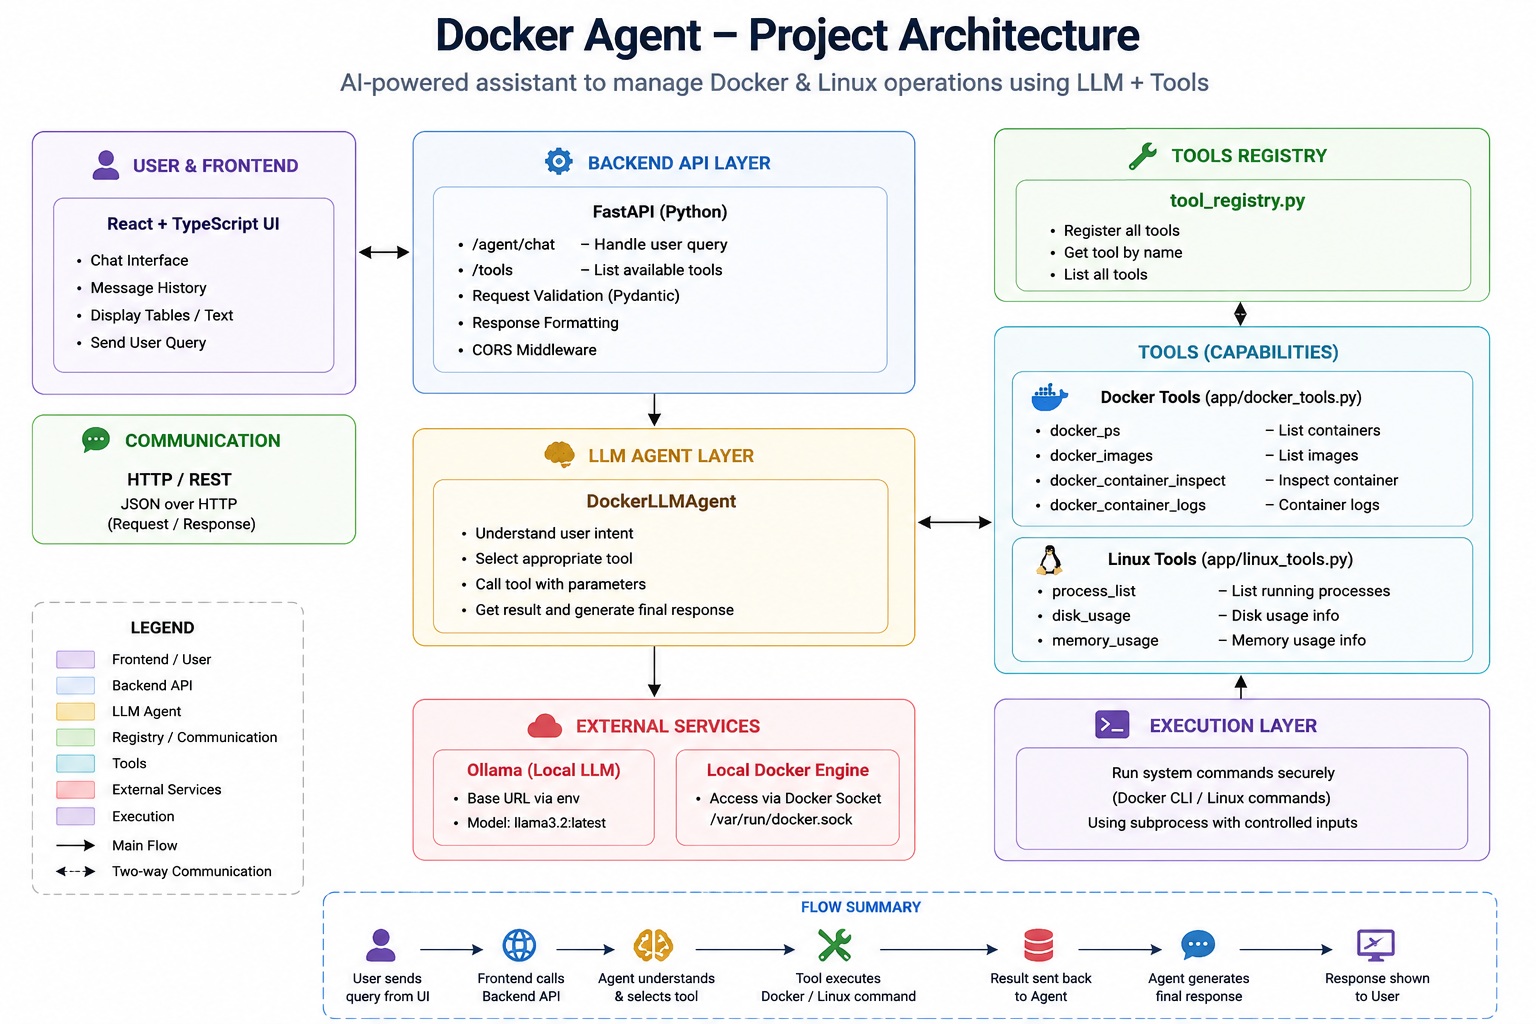 Docker Agent – Project Architecture
AI-powered assistant to manage Docker & Linux operations using LLM + Tools
USER & FRONTEND
React + TypeScript UI
• Chat Interface
• Message History
• Display Tables / Text
• Send User Query
COMMUNICATION
HTTP / REST
JSON over HTTP
(Request / Response)
LEGEND
Frontend / User
Backend API
LLM Agent
Registry / Communication
Tools
External Services
Execution
Main Flow
Two-way Communication
BACKEND API LAYER
FastAPI (Python)
• /agent/chat – Handle user query
• /tools – List available tools
• Request Validation (Pydantic)
• Response Formatting
• CORS Middleware
LLM AGENT LAYER
DockerLLMAgent
• Understand user intent
• Select appropriate tool
• Call tool with parameters
• Get result and generate final response
EXTERNAL SERVICES
Ollama (Local LLM)
• Base URL via env
• Model: llama3.2:latest
Local Docker Engine
• Access via Docker Socket
/var/run/docker.sock
TOOLS REGISTRY
tool_registry.py
• Register all tools
• Get tool by name
• List all tools
TOOLS (CAPABILITIES)
Docker Tools (app/docker_tools.py)
• docker_ps – List containers
• docker_images – List images
• docker_container_inspect – Inspect container
• docker_container_logs – Container logs
Linux Tools (app/linux_tools.py)
• process_list – List running processes
• disk_usage – Disk usage info
• memory_usage – Memory usage info
EXECUTION LAYER
Run system commands securely
(Docker CLI / Linux commands)
Using subprocess with controlled inputs
FLOW SUMMARY
User sends
query from UI
Frontend calls
Backend API
Agent understands
& selects tool
Tool executes
Docker / Linux command
Result sent back
to Agent
Agent generates
final response
Response shown
to User